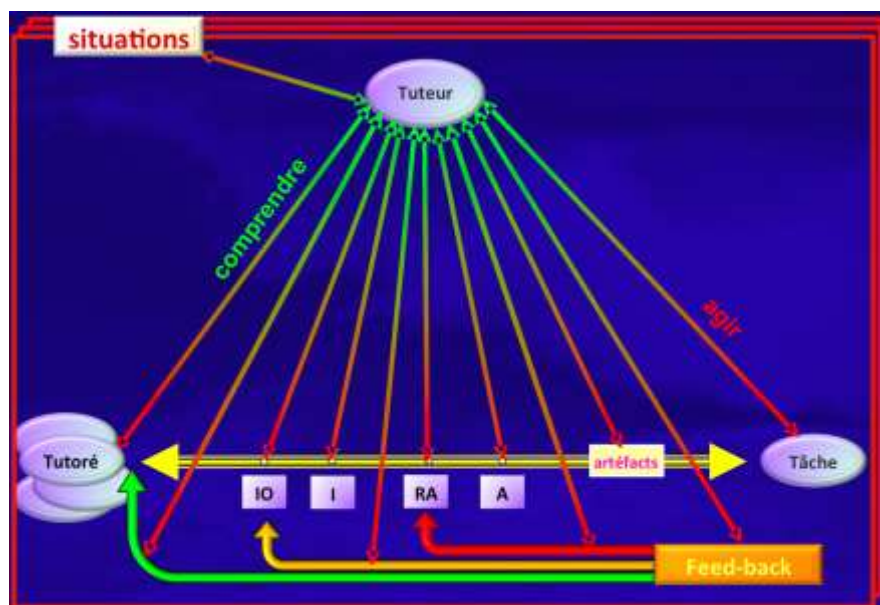 situations
Tuteur
comprendre
agir
Tutoré
artéfacts
Tâche
IO
I
RA
A
Feed-back